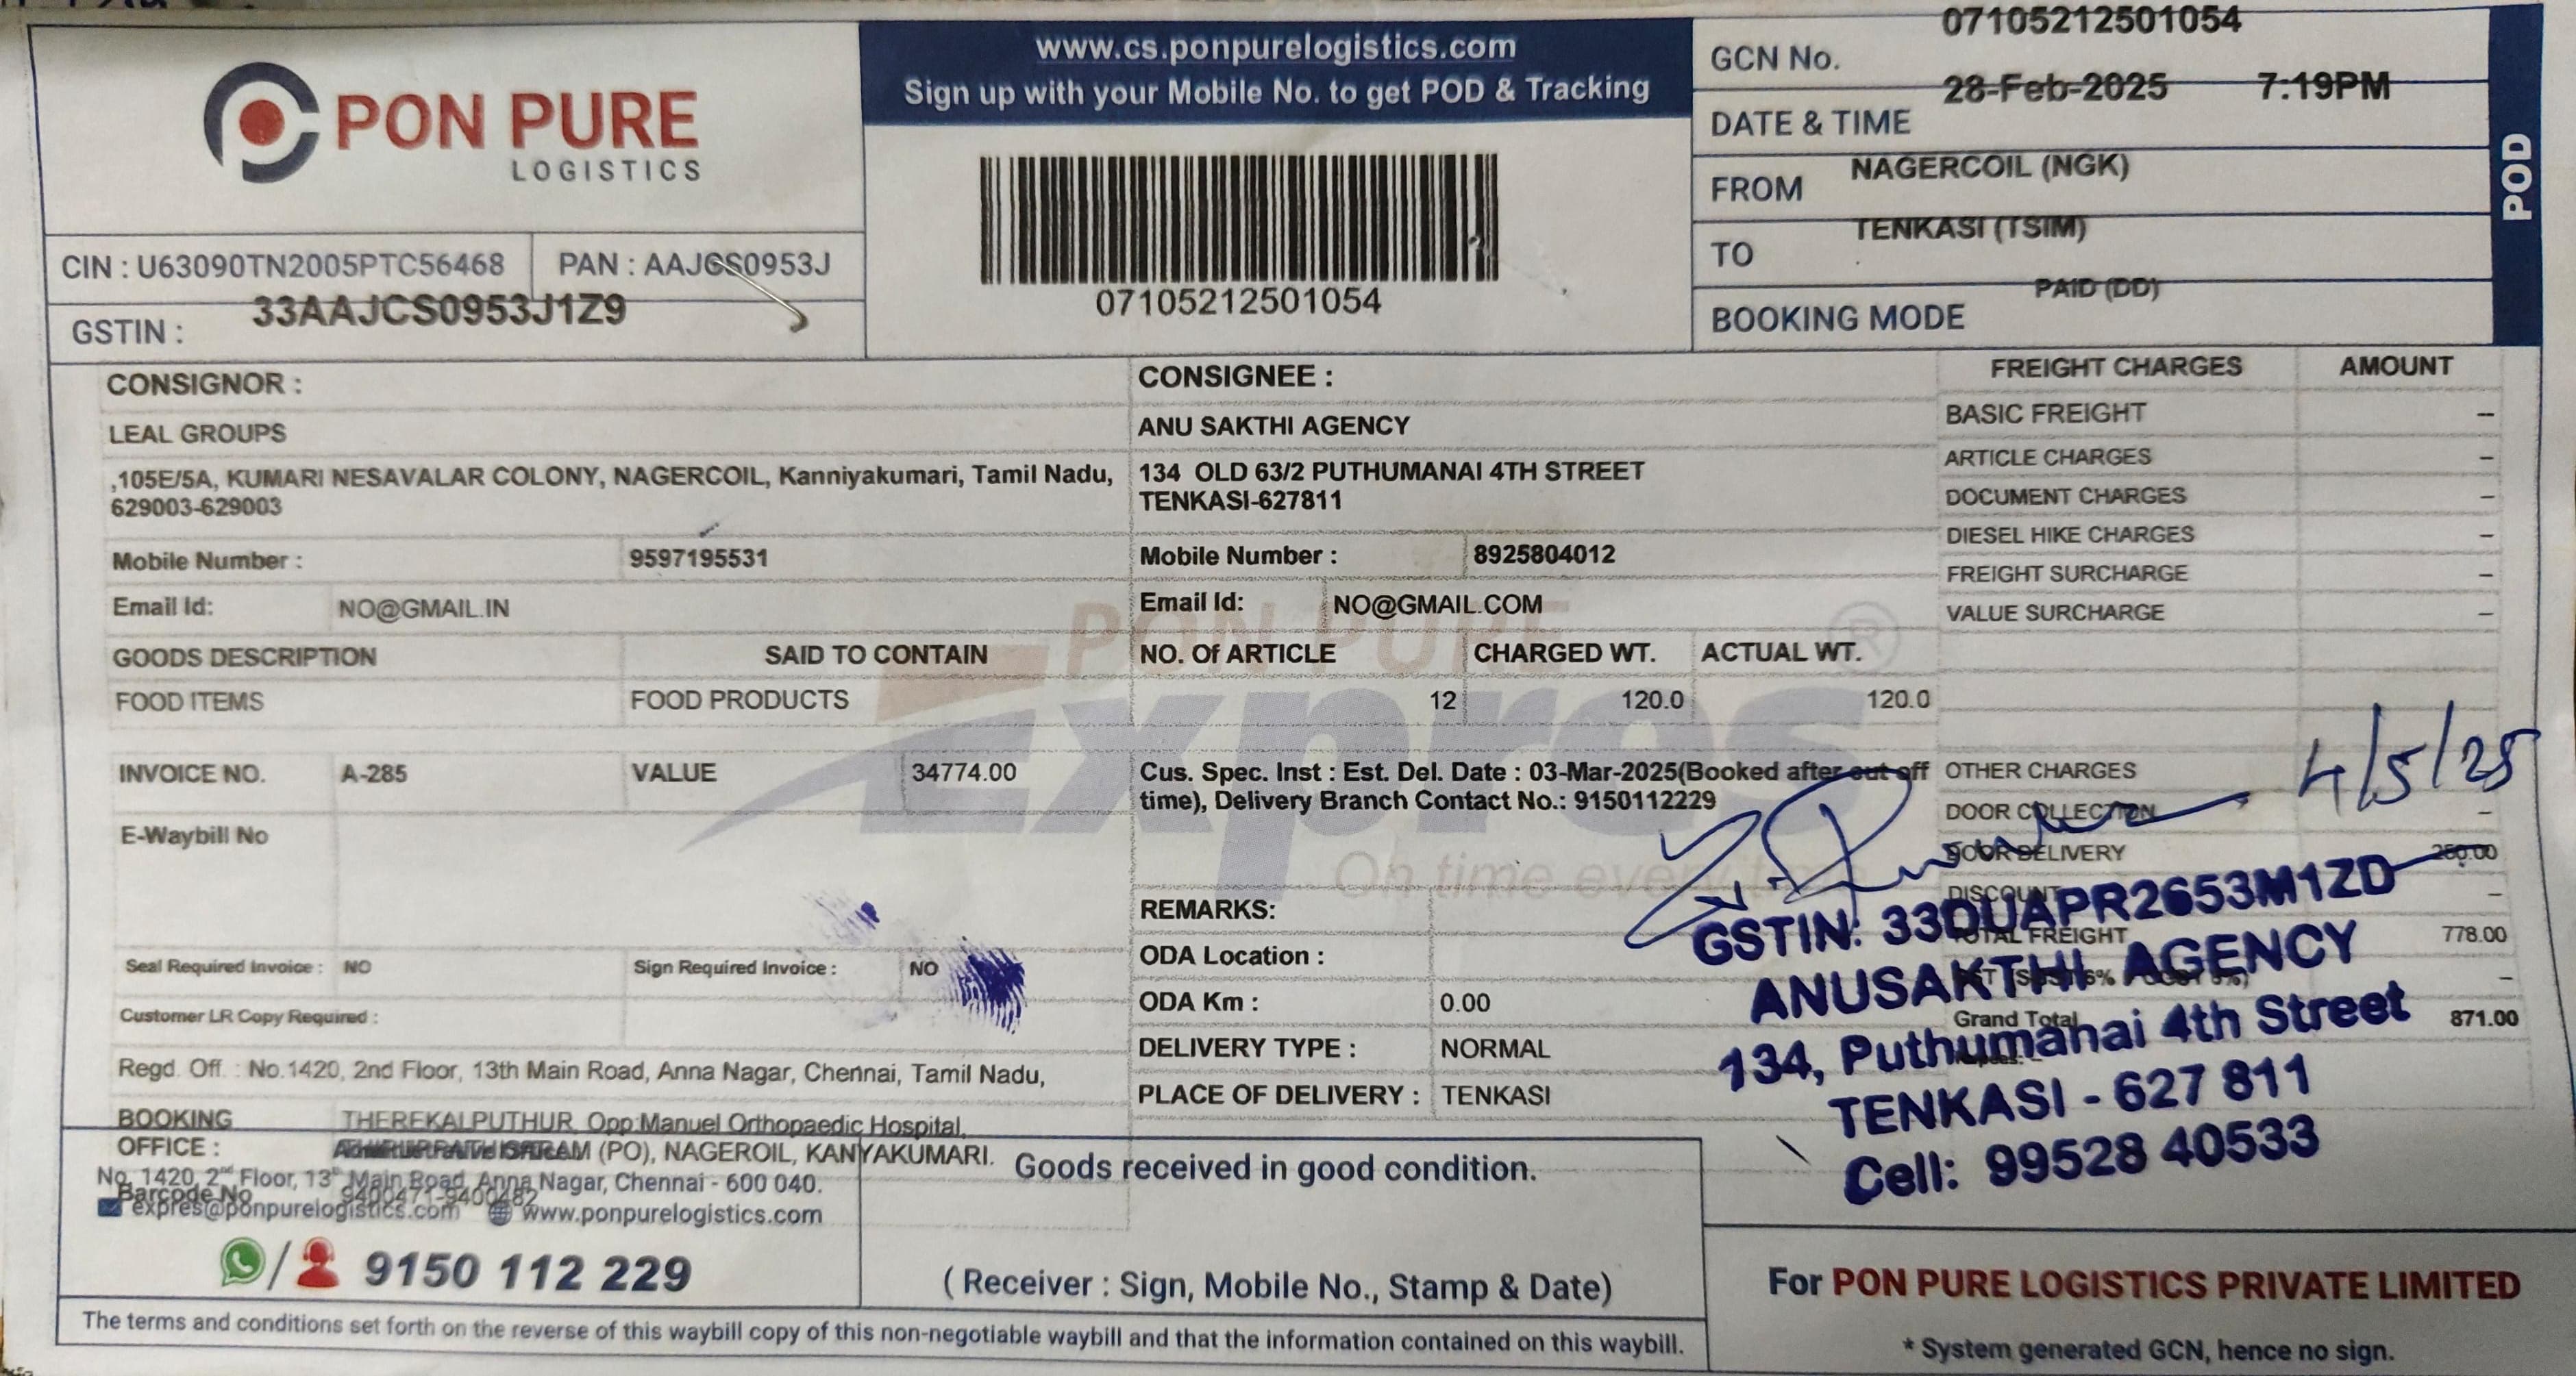 PON PURE
LOGISTICS
CIN : U63090TN2005PTC56468
PAN : AAJCS0953J
GSTIN : 33AAJCS0953J1Z9
www.cs.ponpurelogistics.com
Sign up with your Mobile No. to get POD & Tracking
07105212501054
GCN No. 07105212501054
DATE & TIME 28-Feb-2025 7:19PM
FROM NAGERCOIL (NGK)
TO TENKASI (TSIM)
BOOKING MODE PAID (DD)
POD
CONSIGNOR :
LEAL GROUPS
,105E/5A, KUMARI NESAVALAR COLONY, NAGERCOIL, Kanniyakumari, Tamil Nadu,
629003-629003
Mobile Number : 9597195531
Email Id: NO@GMAIL.IN
CONSIGNEE :
ANU SAKTHI AGENCY
134 OLD 63/2 PUTHUMANAI 4TH STREET
TENKASI-627811
Mobile Number : 8925804012
Email Id: NO@GMAIL.COM
FREIGHT CHARGES AMOUNT
BASIC FREIGHT --
ARTICLE CHARGES --
DOCUMENT CHARGES --
DIESEL HIKE CHARGES --
FREIGHT SURCHARGE --
VALUE SURCHARGE --
PON PURE ®
Expres
On time every
GOODS DESCRIPTION SAID TO CONTAIN NO. Of ARTICLE CHARGED WT. ACTUAL WT.
FOOD ITEMS FOOD PRODUCTS 12 120.0 120.0
INVOICE NO. A-285 VALUE 34774.00
E-Waybill No
Cus. Spec. Inst : Est. Del. Date : 03-Mar-2025(Booked after cut off
time), Delivery Branch Contact No.: 9150112229
OTHER CHARGES
DOOR COLLECTION --
DOOR DELIVERY 250.00
DISCOUNT --
TOTAL FREIGHT 778.00
Grand Total 871.00
4/5/25
GSTIN: 33DUAPR2653M1ZD
ANUSAKTHI AGENCY
134, Puthumanai 4th Street
TENKASI - 627 811
Cell: 99528 40533
REMARKS:
ODA Location :
ODA Km : 0.00
DELIVERY TYPE : NORMAL
PLACE OF DELIVERY : TENKASI
Seal Required Invoice : NO Sign Required Invoice : NO
Customer LR Copy Required :
Regd. Off. : No.1420, 2nd Floor, 13th Main Road, Anna Nagar, Chennai, Tamil Nadu,
BOOKING OFFICE : THEREKALPUTHUR, Opp:Manuel Orthopaedic Hospital,
(PO), NAGEROIL, KANYAKUMARI.
No. 1420, 2nd Floor, 13th Main Road, Anna Nagar, Chennai - 600 040.
Barcode No 9400471-9400482
expres@ponpurelogistics.com www.ponpurelogistics.com
/ 9150 112 229
Goods received in good condition.
( Receiver : Sign, Mobile No., Stamp & Date)
For PON PURE LOGISTICS PRIVATE LIMITED
* System generated GCN, hence no sign.
The terms and conditions set forth on the reverse of this waybill copy of this non-negotiable waybill and that the information contained on this waybill.